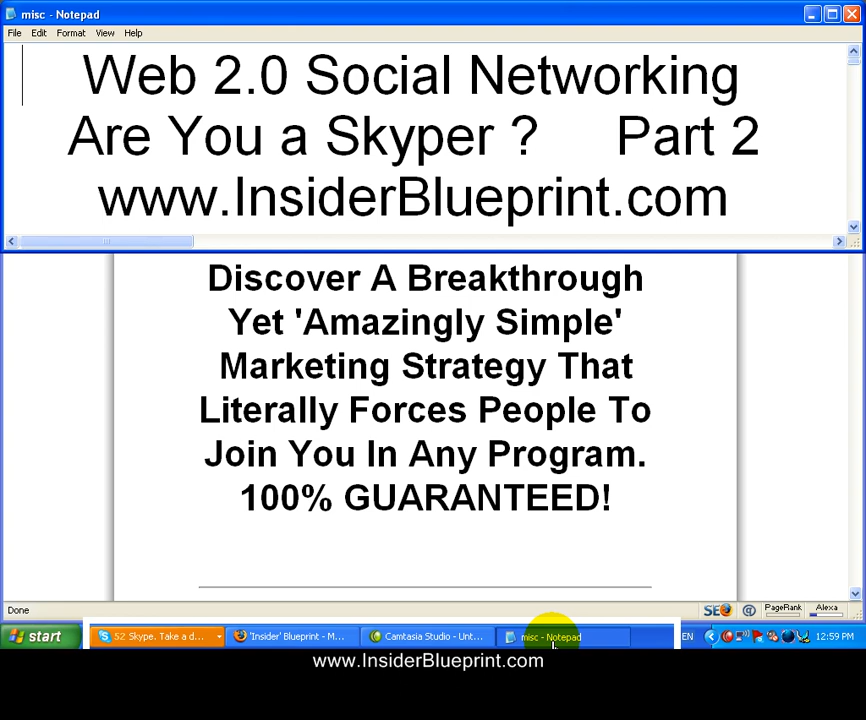 misc - Notepad
File Edit Format View Help
Web 2.0 Social Networking
Are You a Skyper ? Part 2
www.InsiderBlueprint.com
Discover A Breakthrough
Yet 'Amazingly Simple'
Marketing Strategy That
Literally Forces People To
Join You In Any Program.
100% GUARANTEED!
Done SE PageRank Alexa
start 52 Skype. Take a d... 'Insider' Blueprint - M... Camtasia Studio - Unt... misc - Notepad EN 12:59 PM
www.InsiderBlueprint.com